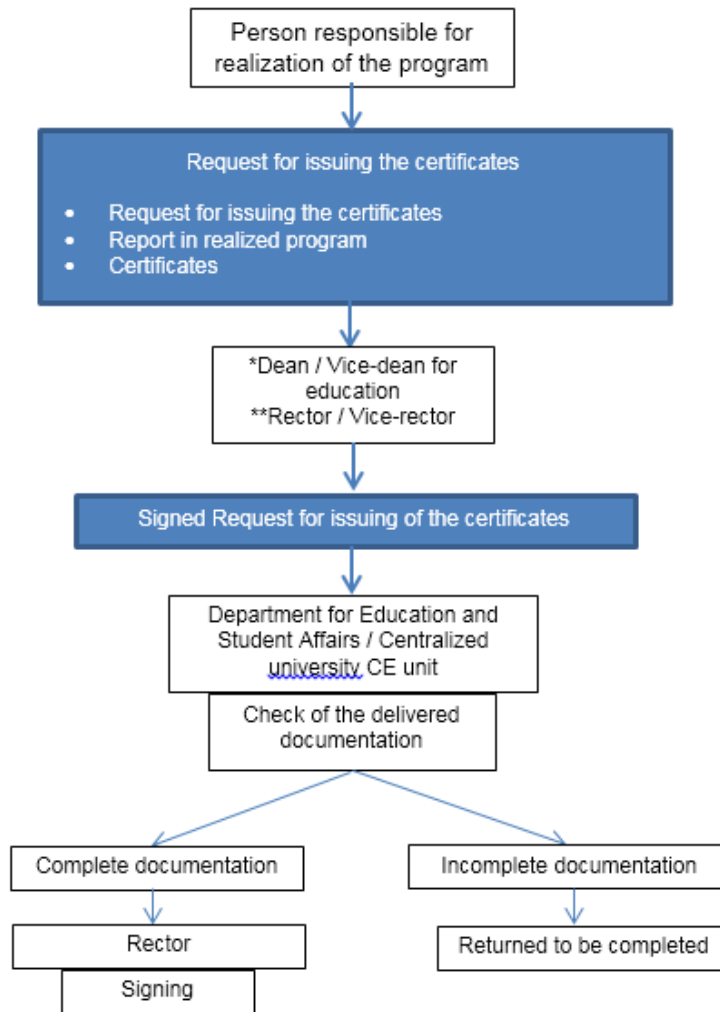 Person responsible for
realization of the program
Request for issuing the certificates
• Request for issuing the certificates
• Report in realized program
• Certificates
*Dean / Vice-dean for
education
**Rector / Vice-rector
Signed Request for issuing of the certificates
Department for Education and
Student Affairs / Centralized
university CE unit
Check of the delivered
documentation
Complete documentation
Incomplete documentation
Rector
Returned to be completed
Signing